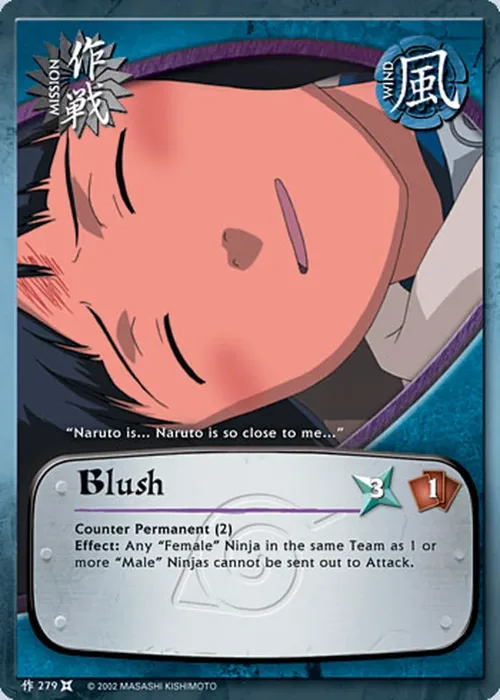 MISSION
作戦
WIND
風
"Naruto is... Naruto is so close to me..."
Blush
3
1
Counter Permanent (2)
Effect: Any "Female" Ninja in the same Team as 1 or
more "Male" Ninjas cannot be sent out to Attack.
作 279 © 2002 MASASHI KISHIMOTO